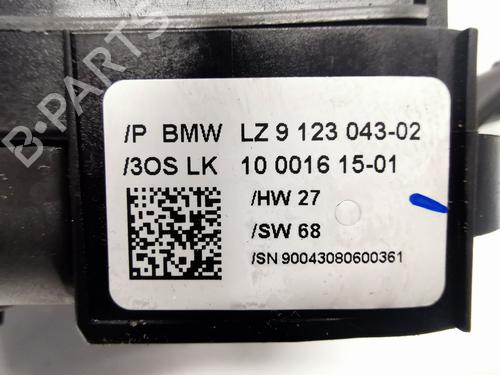 B-PARTS
/P BMW LZ 9 123 043-02
/3OS LK 10 0016 15-01
/HW 27
/SW 68
/SN 90043080600361